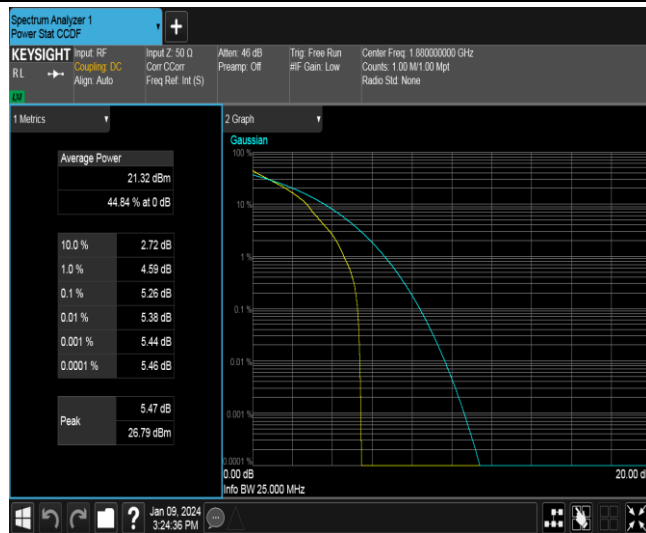 Spectrum Analyzer 1
Power Stat CCDF
KEYSIGHT
RL
LXI
Input: RF
Coupling: DC
Align: Auto
Input Z: 50 Ω
Corr CCorr
Freq Ref: Int (S)
Atten: 46 dB
Preamp: Off
Trig: Free Run
#IF Gain: Low
Center Freq: 1.880000000 GHz
Counts: 1.00 M/1.00 Mpt
Radio Std: None
1 Metrics
Average Power
21.32 dBm
44.84 % at 0 dB
10.0 % 2.72 dB
1.0 % 4.59 dB
0.1 % 5.26 dB
0.01 % 5.38 dB
0.001 % 5.44 dB
0.0001 % 5.46 dB
Peak
5.47 dB
26.79 dBm
2 Graph
Gaussian
100 %
10 %
1 %
0.1 %
0.01 %
0.001 %
0.0001 %
0.00 dB
20.00 d
Info BW 25.000 MHz
?
Jan 09, 2024
3:24:36 PM